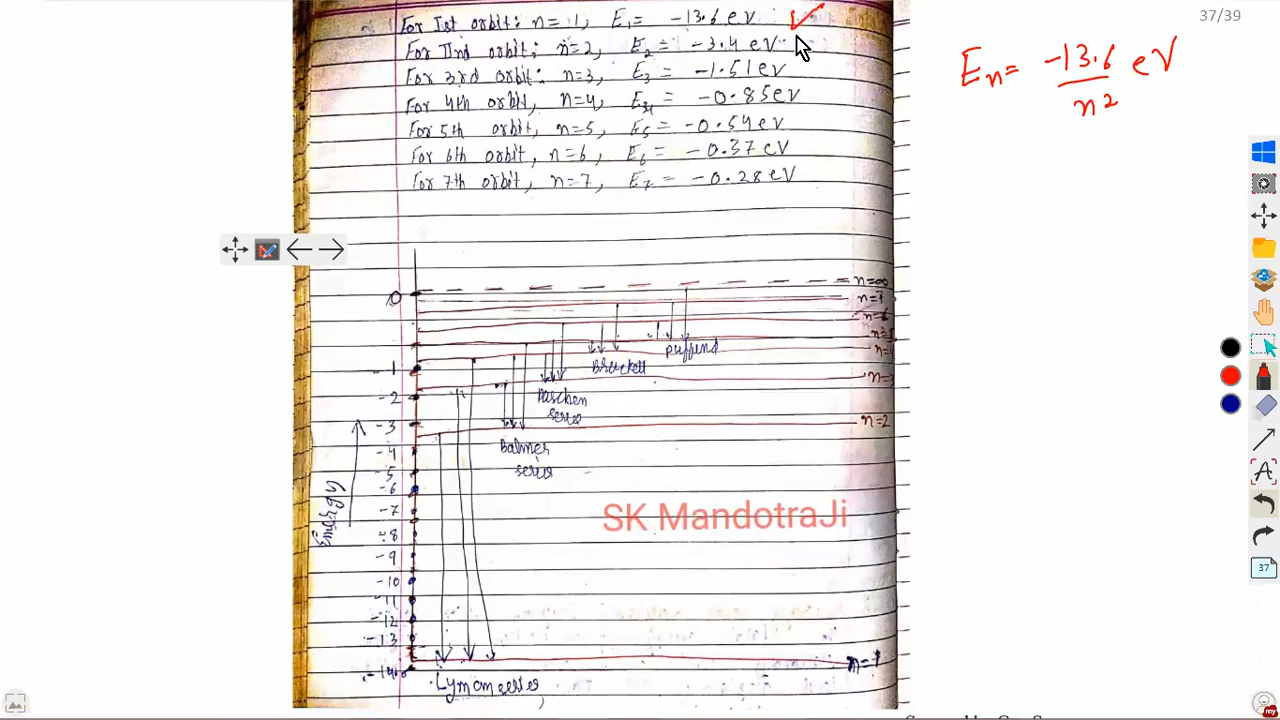 For Ist orbit: n=1, E1 = -13.6 ev
For IInd orbit: n=2, E2 = -3.4 eV
For 3rd orbit: n=3, E3 = -1.51 ev
For 4th orbit, n=4, E4 = -0.85eV
For 5th orbit, n=5, E5 = -0.54 eV
For 6th orbit, n=6, E6 = -0.37 eV
For 7th orbit, n=7, E7 = -0.28 eV
37/39
En = -13.6/n2 eV
0
-1
-2
-3
-4
-5
-6
-7
-8
-9
-10
-11
-12
-13
Energy
n=∞
n=7
n=6
n=3
n=2
n=1
pfund
Brackett
Paschen
series
Balmer
series
SK MandotraJi
Lyman series
37